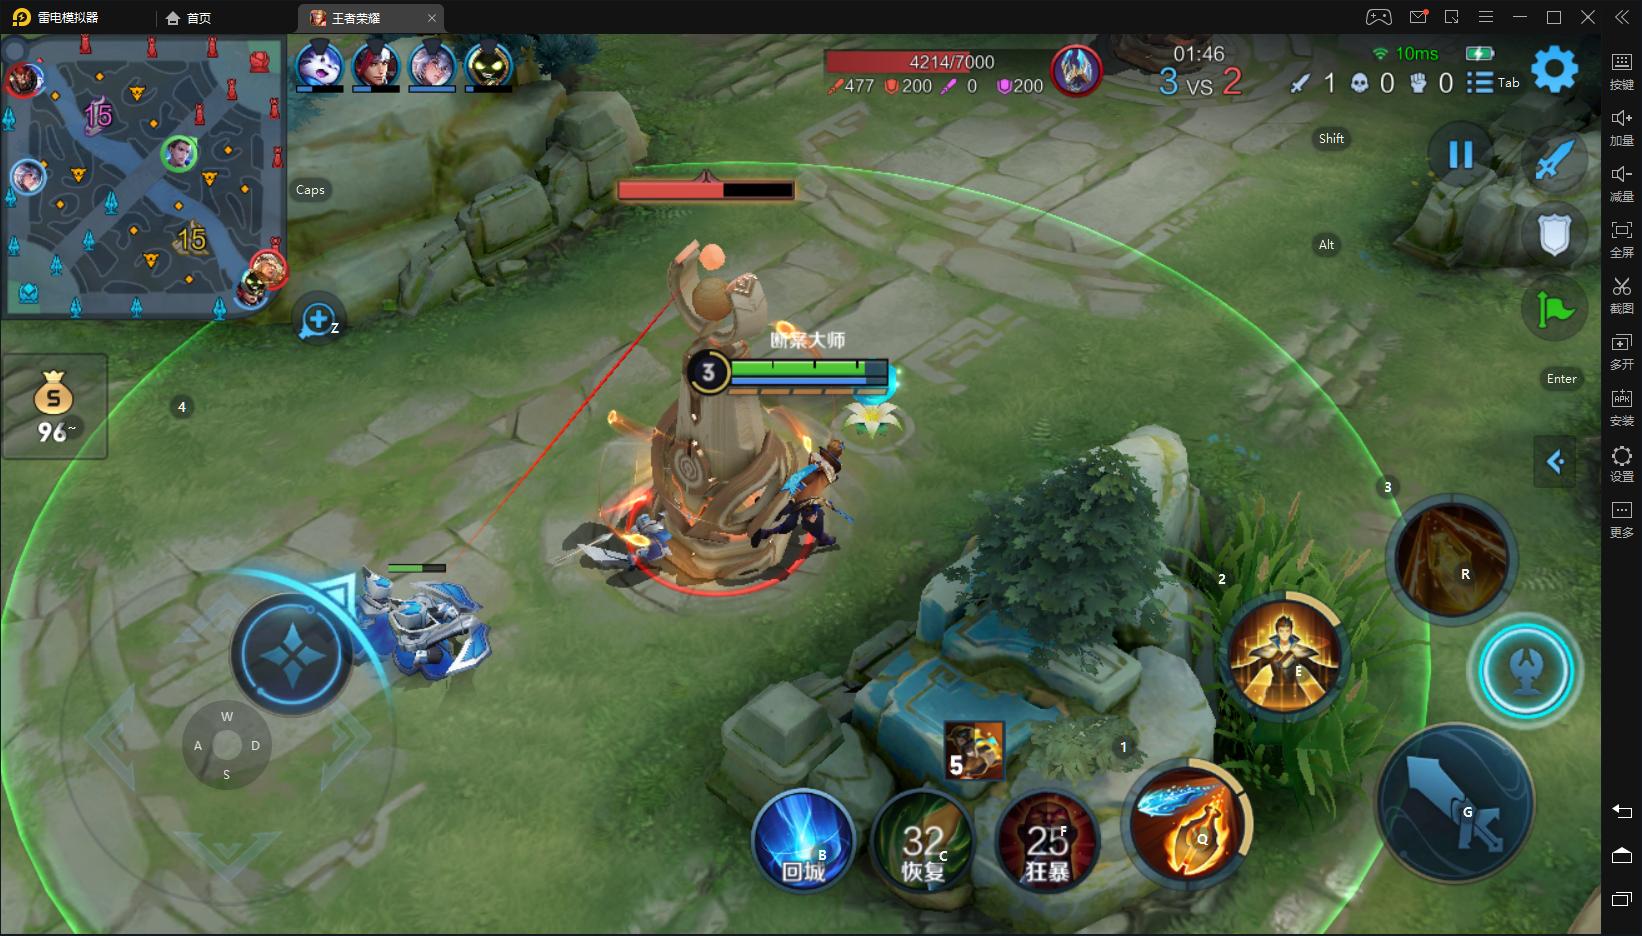 雷电模拟器
首页
王者荣耀
4214/7000
477 200 0 200
01:46
3 VS 2
10ms
1 0 0
Tab
按键
加量
减量
全屏
截图
多开
安装
设置
更多
APK
15
15
Caps
Shift
Alt
Enter
Z
断案大师
3
S
96~
4
3
R
2
E
W
A
D
S
1
5
G
B
回城
32
C
恢复
25
F
狂暴
Q